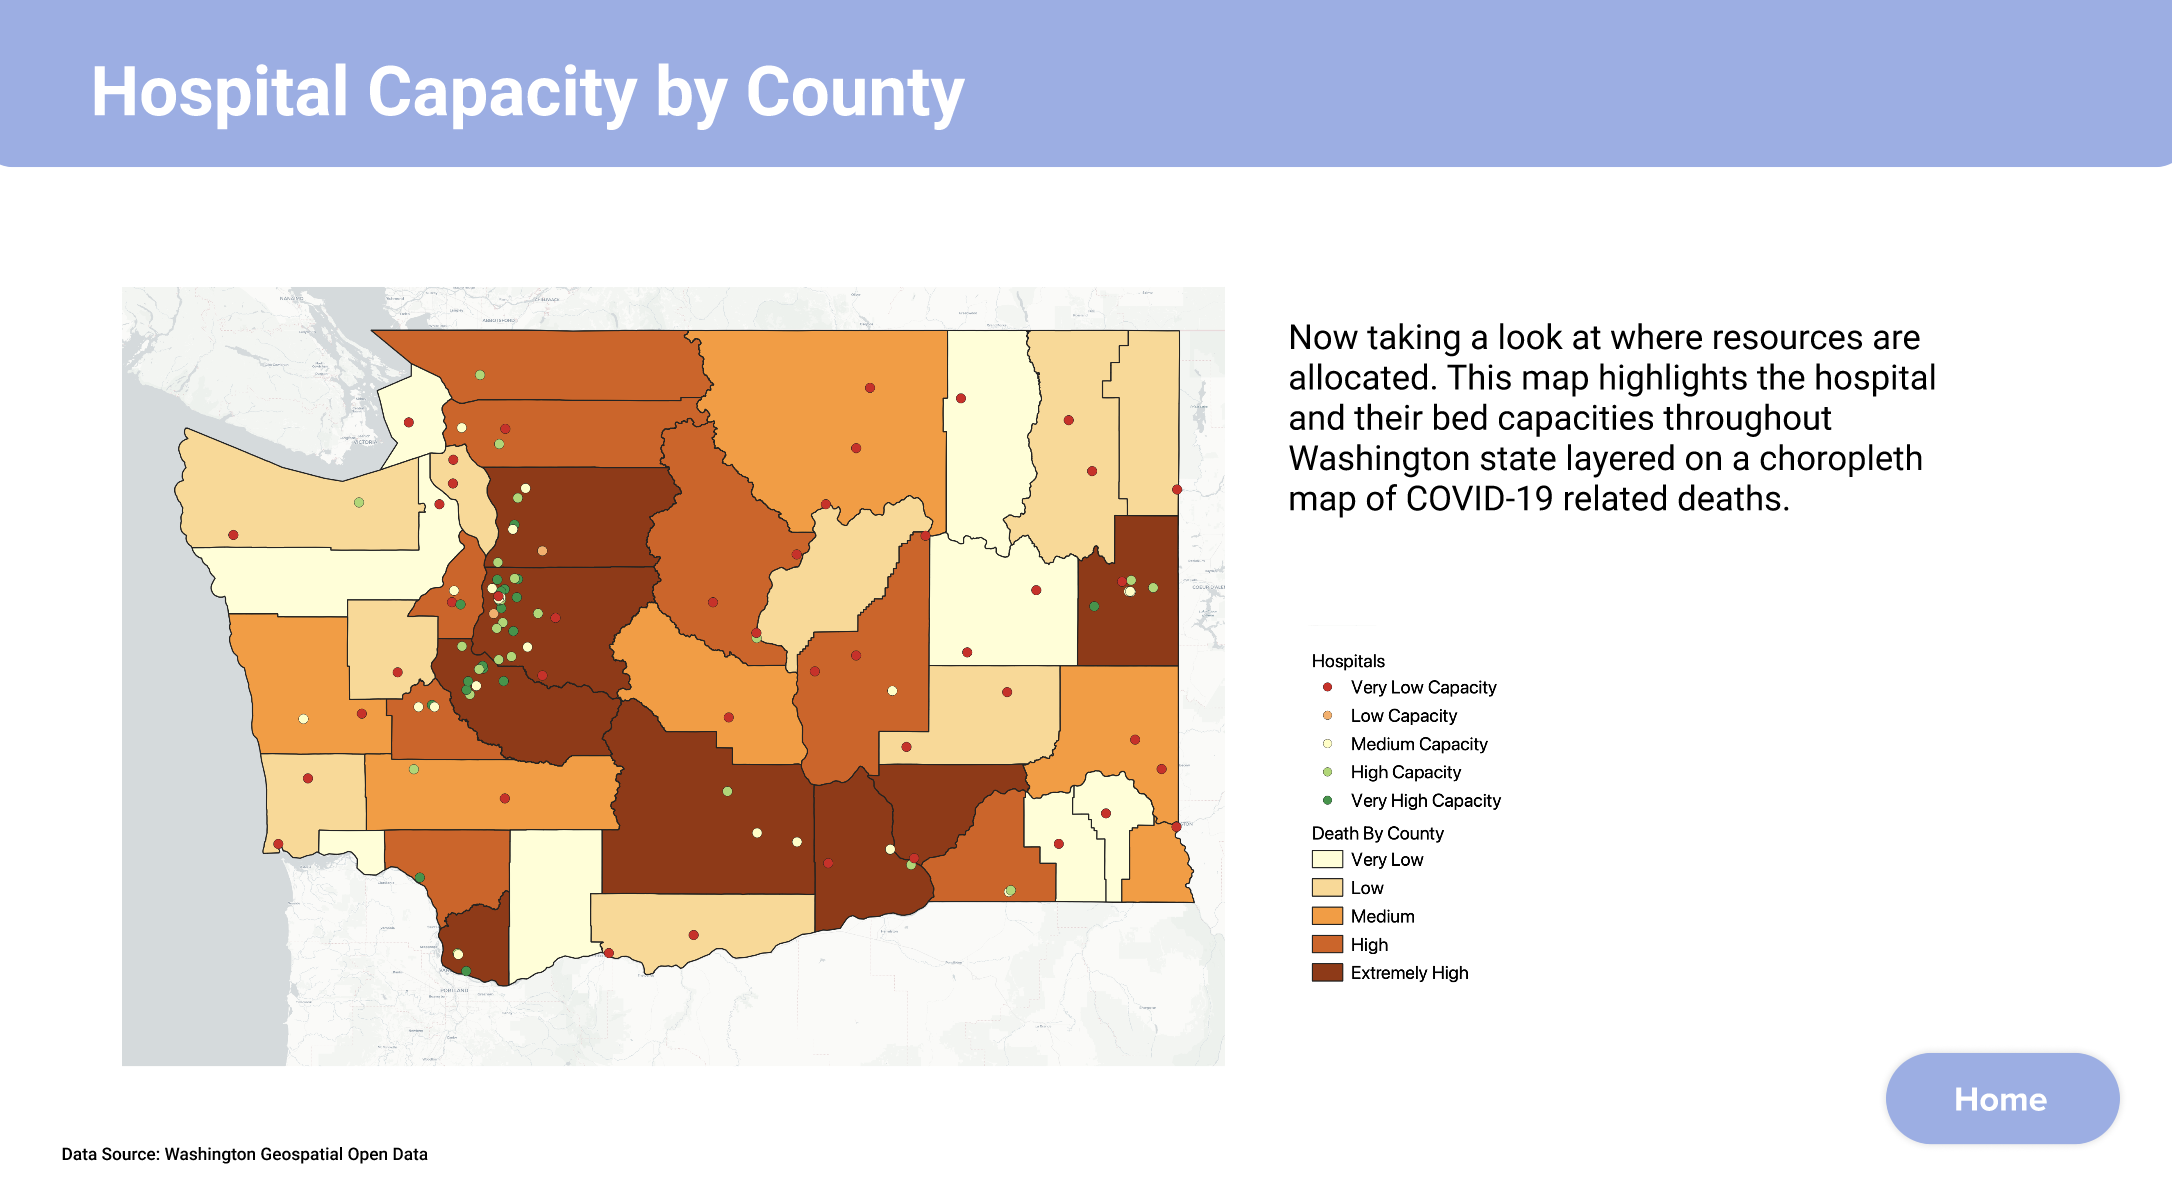 Hospital Capacity by County
Now taking a look at where resources are
allocated. This map highlights the hospital
and their bed capacities throughout
Washington state layered on a choropleth
map of COVID-19 related deaths.
Hospitals
Very Low Capacity
Low Capacity
Medium Capacity
High Capacity
Very High Capacity
Death By County
Very Low
Low
Medium
High
Extremely High
NANAIMO
VICTORIA
PORTLAND
Home
Data Source: Washington Geospatial Open Data